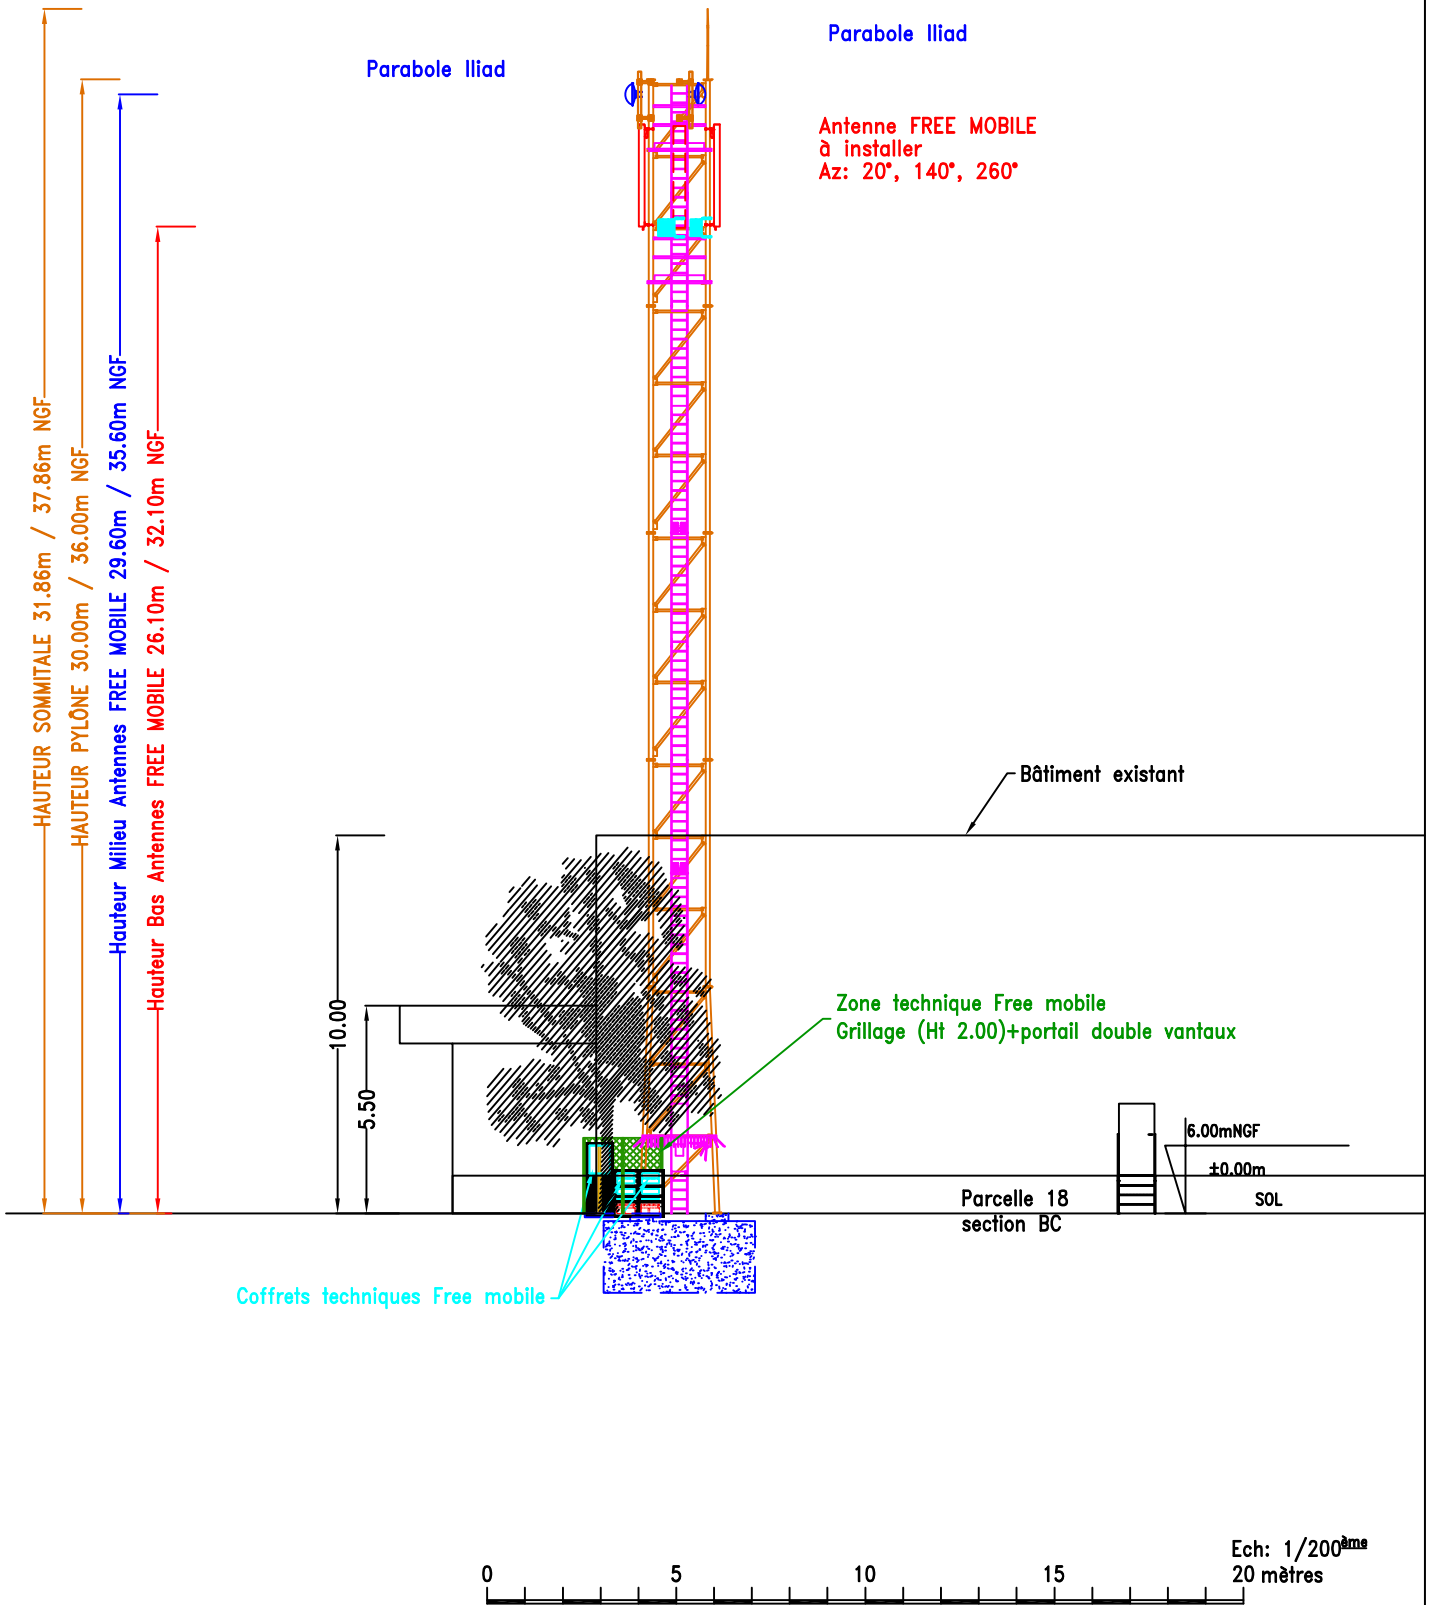 Parabole Iliad
Parabole Iliad
Antenne FREE MOBILE
à installer
Az: 20°, 140°, 260°
HAUTEUR SOMMITALE 31.86m / 37.86m NGF
HAUTEUR PYLÔNE 30.00m / 36.00m NGF
Hauteur Milieu Antennes FREE MOBILE 29.60m / 35.60m NGF
Hauteur Bas Antennes FREE MOBILE 26.10m / 32.10m NGF
Bâtiment existant
10.00
5.50
Zone technique Free mobile
Grillage (Ht 2.00)+portail double vantaux
6.00mNGF
±0.00m
SOL
Parcelle 18
section BC
Coffrets techniques Free mobile
Ech: 1/200ème
0 5 10 15 20 mètres